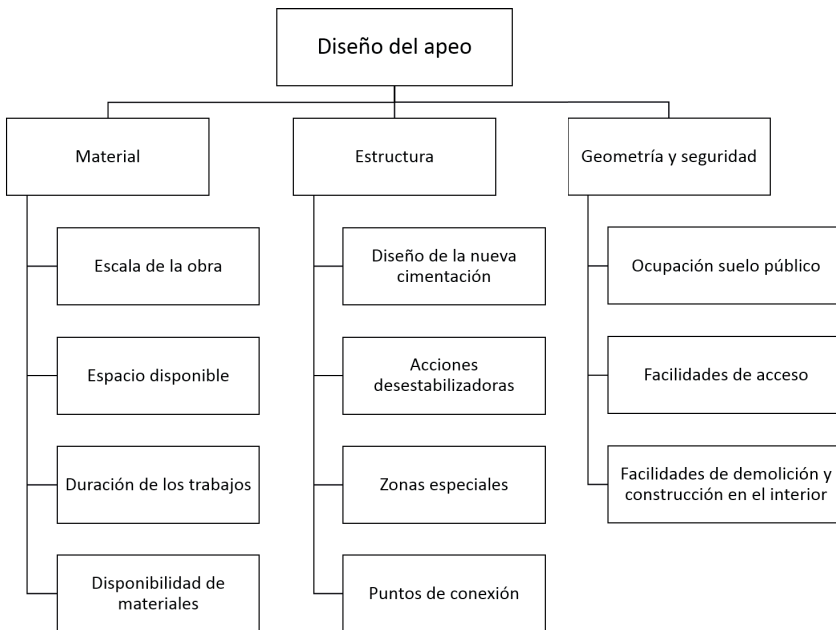 Diseño del apeo
Material
Estructura
Geometría y seguridad
Escala de la obra
Espacio disponible
Duración de los trabajos
Disponibilidad de
materiales
Diseño de la nueva
cimentación
Acciones
desestabilizadoras
Zonas especiales
Puntos de conexión
Ocupación suelo público
Facilidades de acceso
Facilidades de demolición y
construcción en el interior